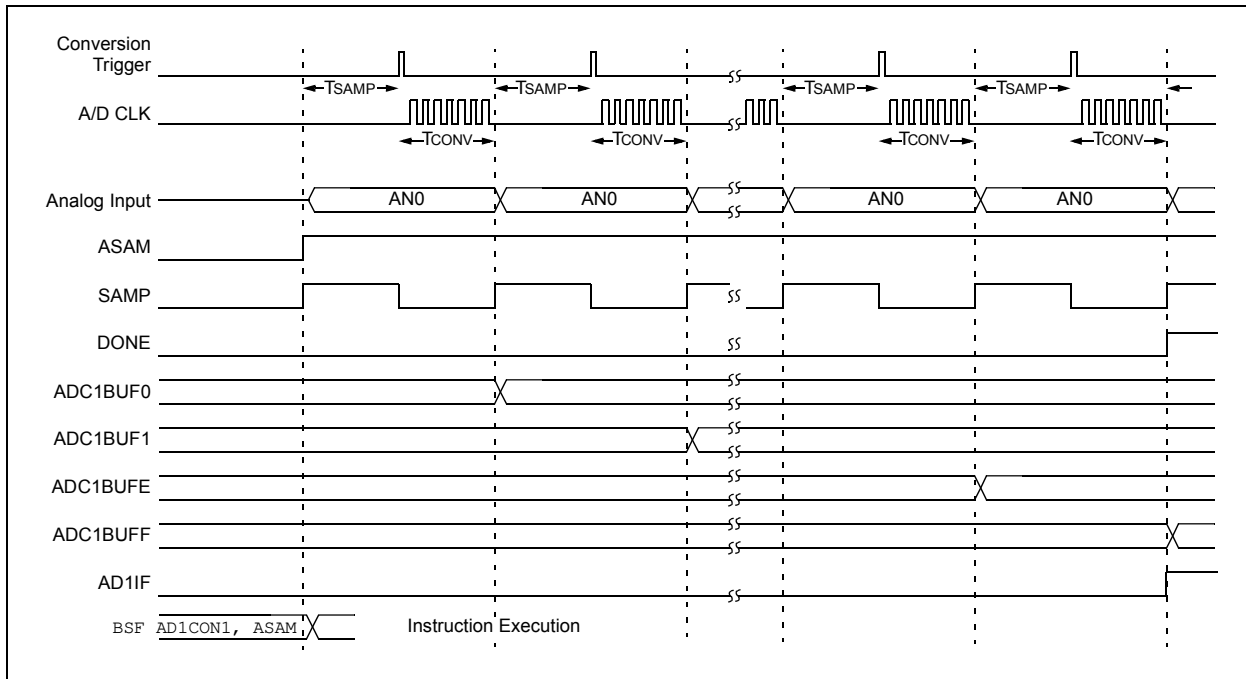 Conversion
Trigger
TSAMP TSAMP TSAMP TSAMP
A/D CLK
TCONV TCONV TCONV TCONV
Analog Input AN0 AN0 AN0 AN0
ASAM
SAMP
DONE
ADC1BUF0
ADC1BUF1
ADC1BUFE
ADC1BUFF
AD1IF
BSF AD1CON1, ASAM Instruction Execution